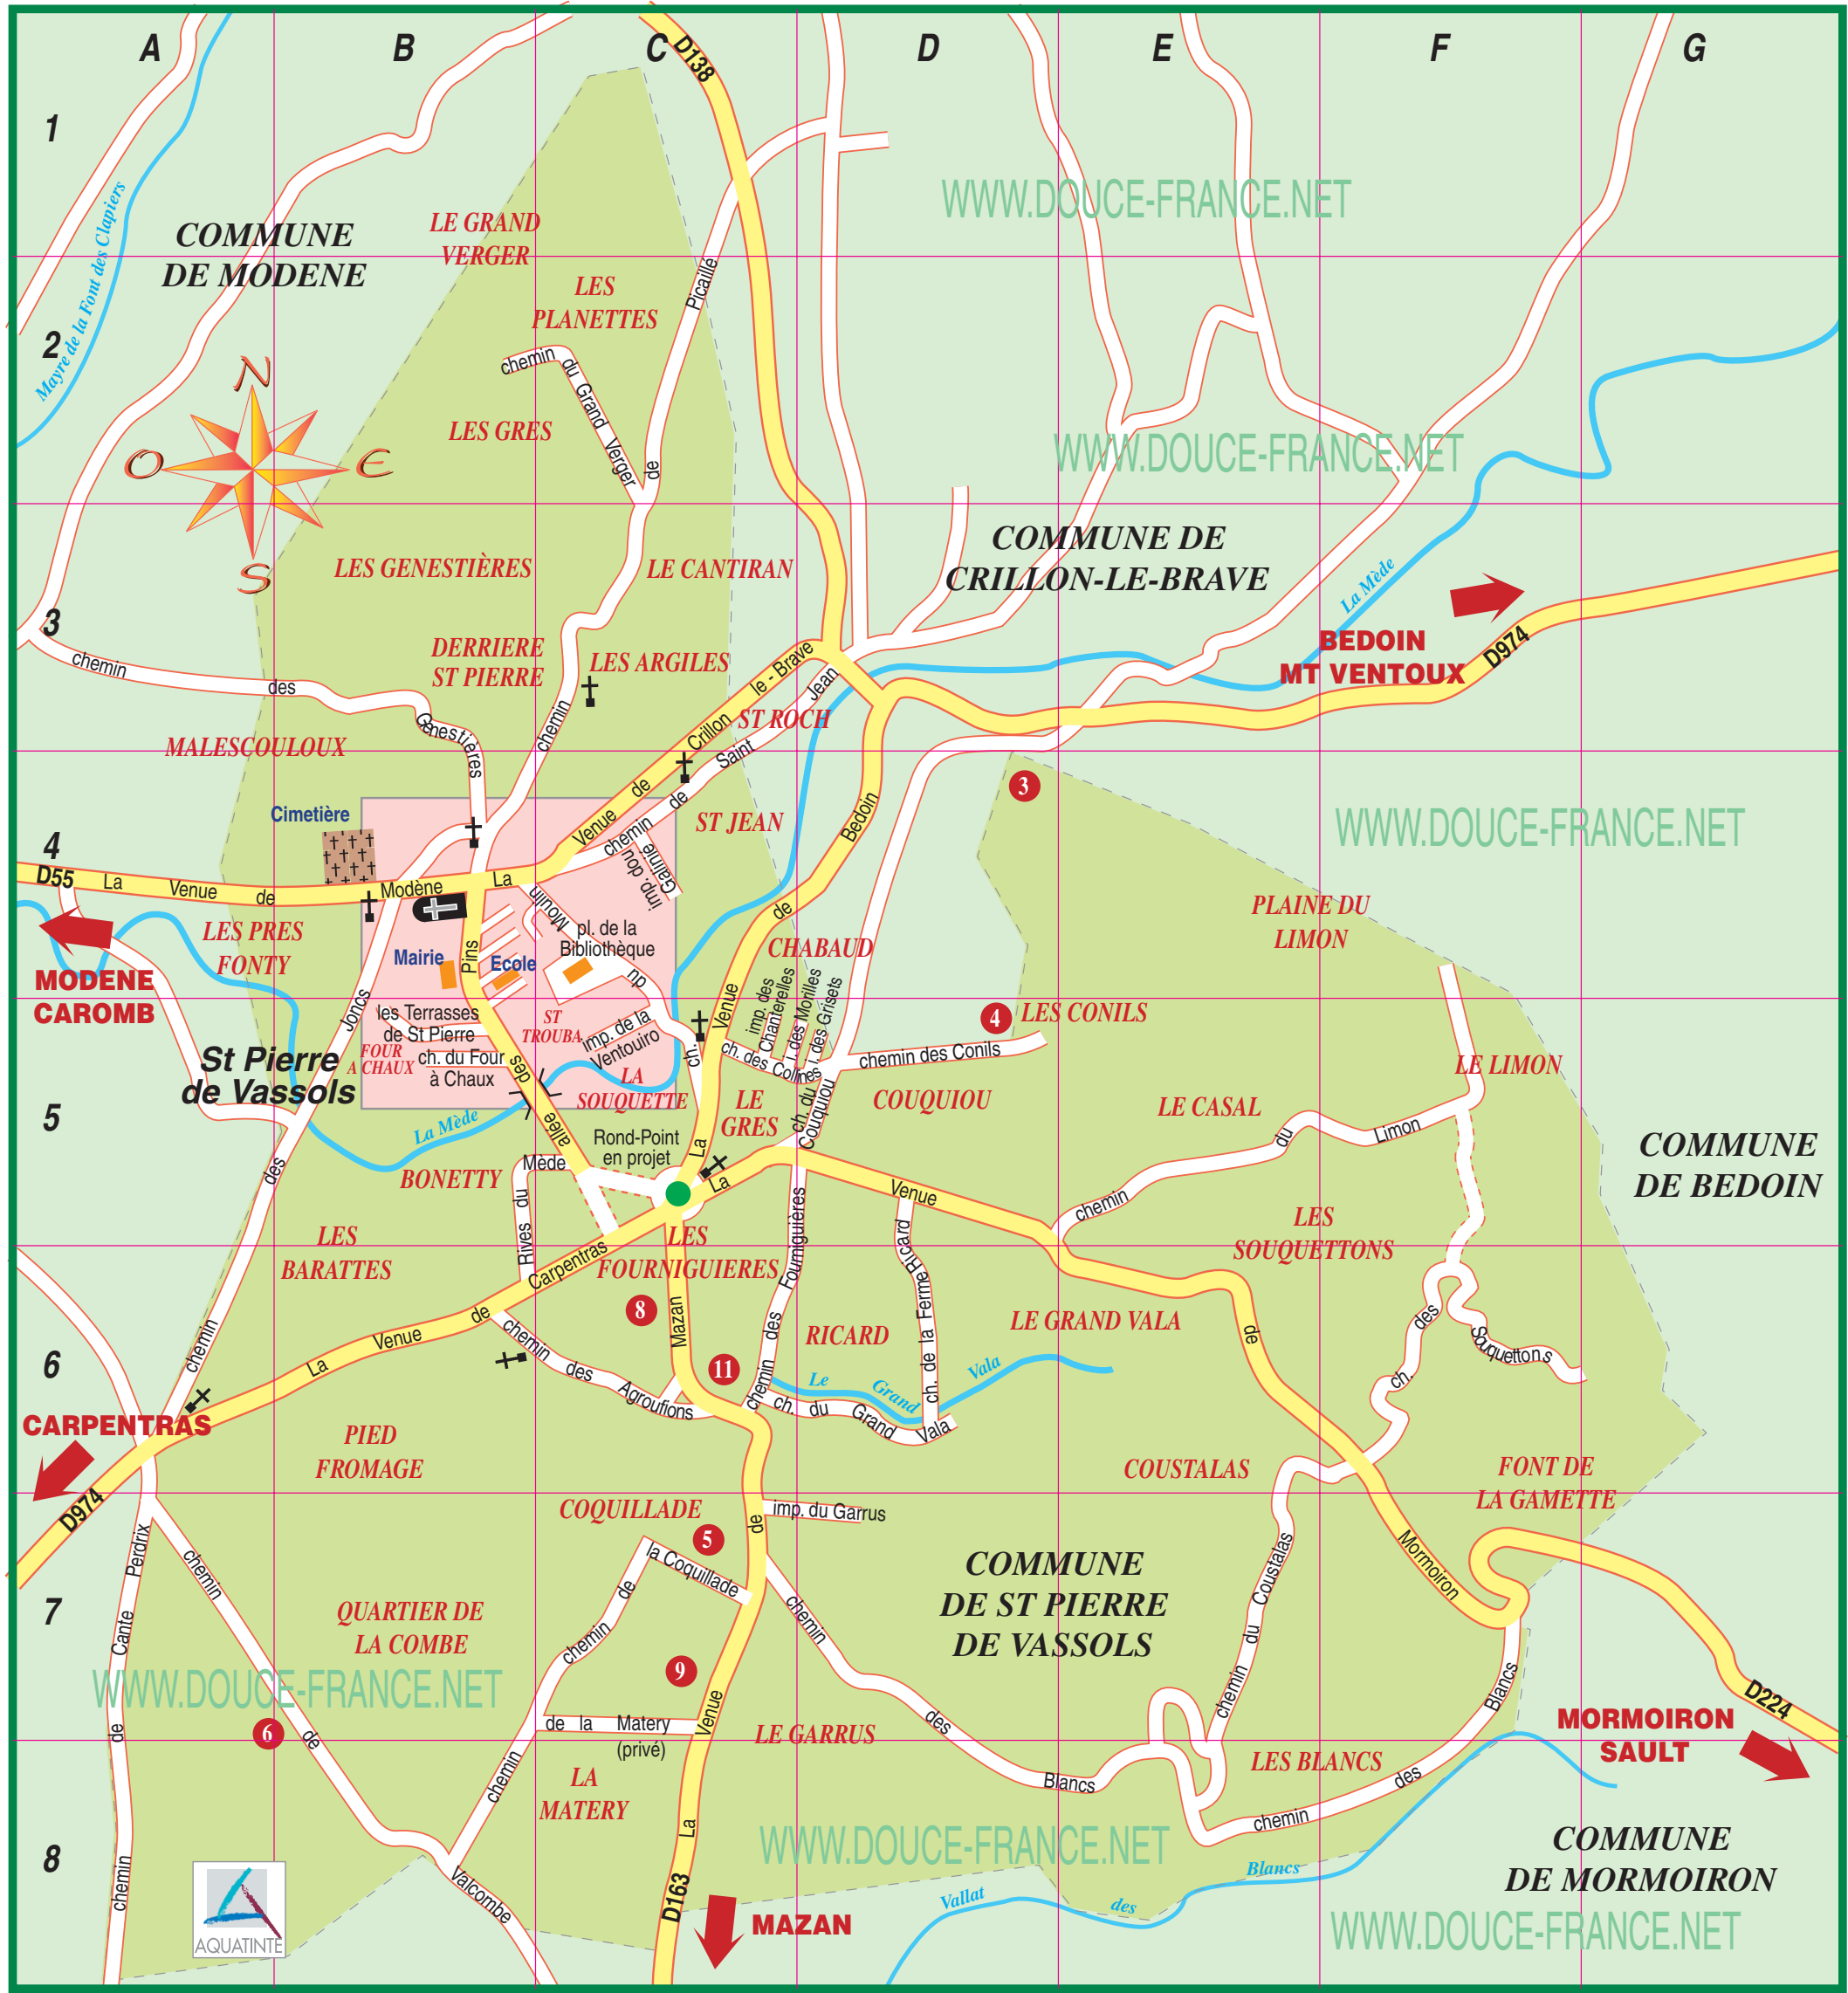 A
B
C
D
E
F
G
1
2
3
4
5
6
7
8
D138
WWW.DOUCE-FRANCE.NET
Mayre de la Font des Clapiers
COMMUNE
DE MODENE
LE GRAND
VERGER
LES
PLANETTES
chemin de Picaillé
chemin du Grand Verger
LES GRES
N
O
E
S
WWW.DOUCE-FRANCE.NET
COMMUNE DE
CRILLON-LE-BRAVE
LES GENESTIÈRES
LE CANTIRAN
La Mède
BEDOIN
MT VENTOUX
D974
DERRIERE
ST PIERRE
LES ARGILES
chemin des Genestières
La Venue de Crillon le - Brave
chemin de Saint Jean
ST ROCH
MALESCOULOUX
Cimetière
ST JEAN
imp. dou Galinié
3
WWW.DOUCE-FRANCE.NET
D55
La Venue de Modène
LES PRES
FONTY
MODENE
CAROMB
Mairie
Ecole
pl. de la
Bibliothèque
ch. du Moulin
allée des Pins
La Venue de Bedoin
CHABAUD
imp. des
Chanterelles
i. des Morilles
i. des Grisets
ch. des Collines
PLAINE DU
LIMON
les Terrasses
de St Pierre
FOUR
A CHAUX
ch. du Four
à Chaux
ST
TROUBA
imp. de la
Ventouiro
LA
SOUQUETTE
4
LES CONILS
chemin des Conils
ch. du
Couquiou
COUQUIOU
LE
GRES
St Pierre
de Vassols
chemin des Joncs
La Mède
BONETTY
Rives du Mède
Rond-Point
en projet
LE LIMON
LE CASAL
chemin du Limon
COMMUNE
DE BEDOIN
LES
BARATTES
LES
FOURNIGUIERES
chemin des Fourniguières
ch. de la Ferme Ricard
LES
SOUQUETTONS
ch. des Souquettons
La Venue de Carpentras
8
11
RICARD
LE GRAND VALA
Le Grand Vala
ch. du Grand Vala
chemin des Agroufions
CARPENTRAS
D974
PIED
FROMAGE
COUSTALAS
FONT DE
LA GAMETTE
La Venue de Mormoiron
COQUILLADE
5
imp. du Garrus
chemin de la Coquillade
La Venue de Mazan
COMMUNE
DE ST PIERRE
DE VASSOLS
chemin du Coustalas
QUARTIER DE
LA COMBE
chemin de Cante Perdrix
WWW.DOUCE-FRANCE.NET
6
9
chemin de la Matery
(privé)
LE GARRUS
LA
MATERY
chemin des Blancs
LES BLANCS
chemin des Blancs
D224
MORMOIRON
SAULT
chemin de Valcombe
WWW.DOUCE-FRANCE.NET
COMMUNE
DE MORMOIRON
Vallat des Blancs
WWW.DOUCE-FRANCE.NET
D163
MAZAN
AQUATINTE